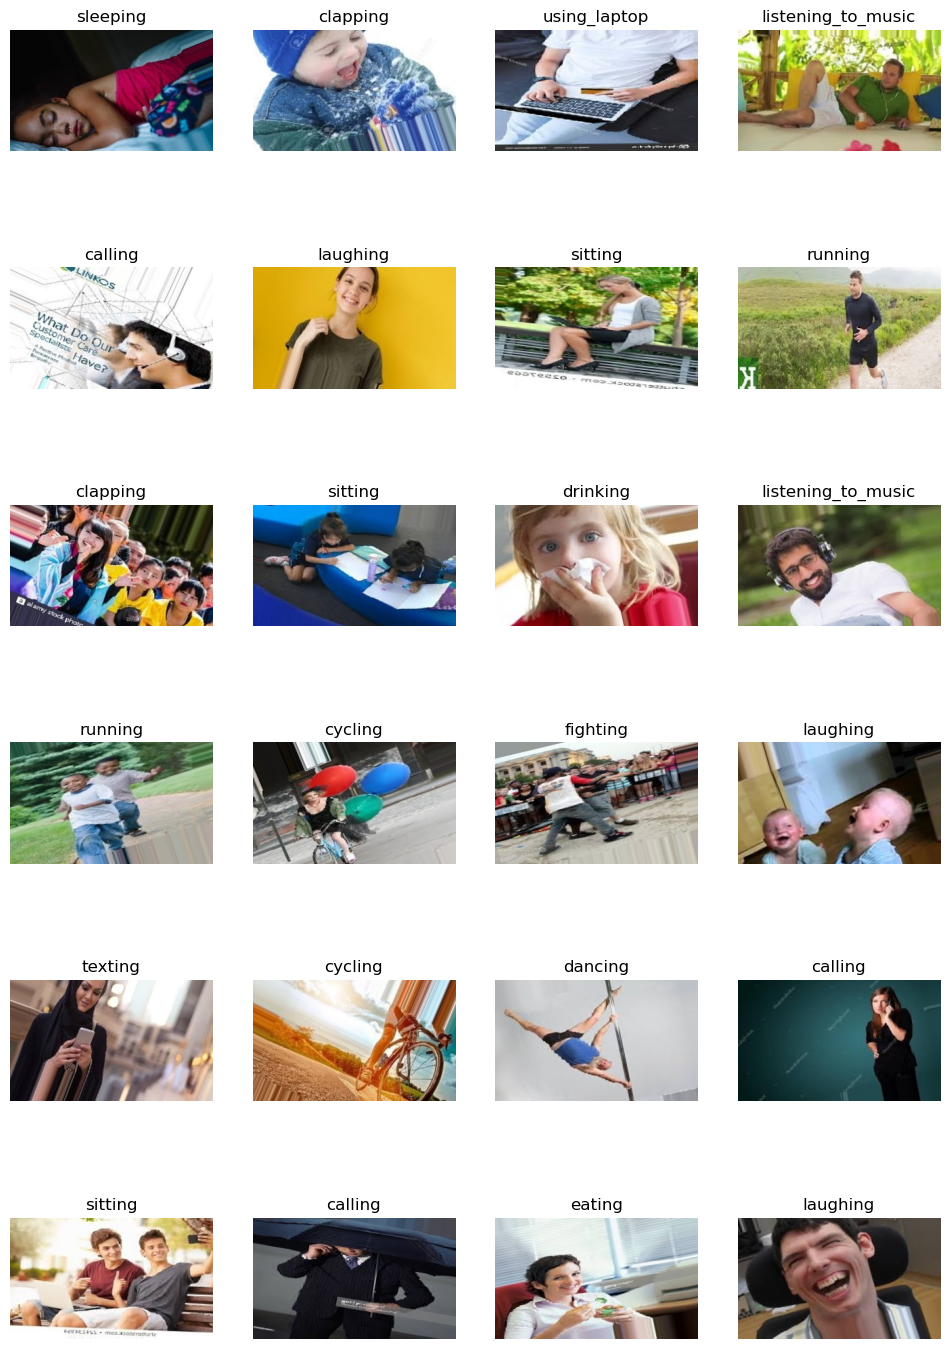 sleeping
clapping
using_laptop
listening_to_music
calling
laughing
sitting
running
LINKOS
What Do Our
Customer Care
Specialists
Have?
clapping
sitting
drinking
listening_to_music
alamy stock photo
running
cycling
fighting
laughing
texting
cycling
dancing
calling
sitting
calling
eating
laughing